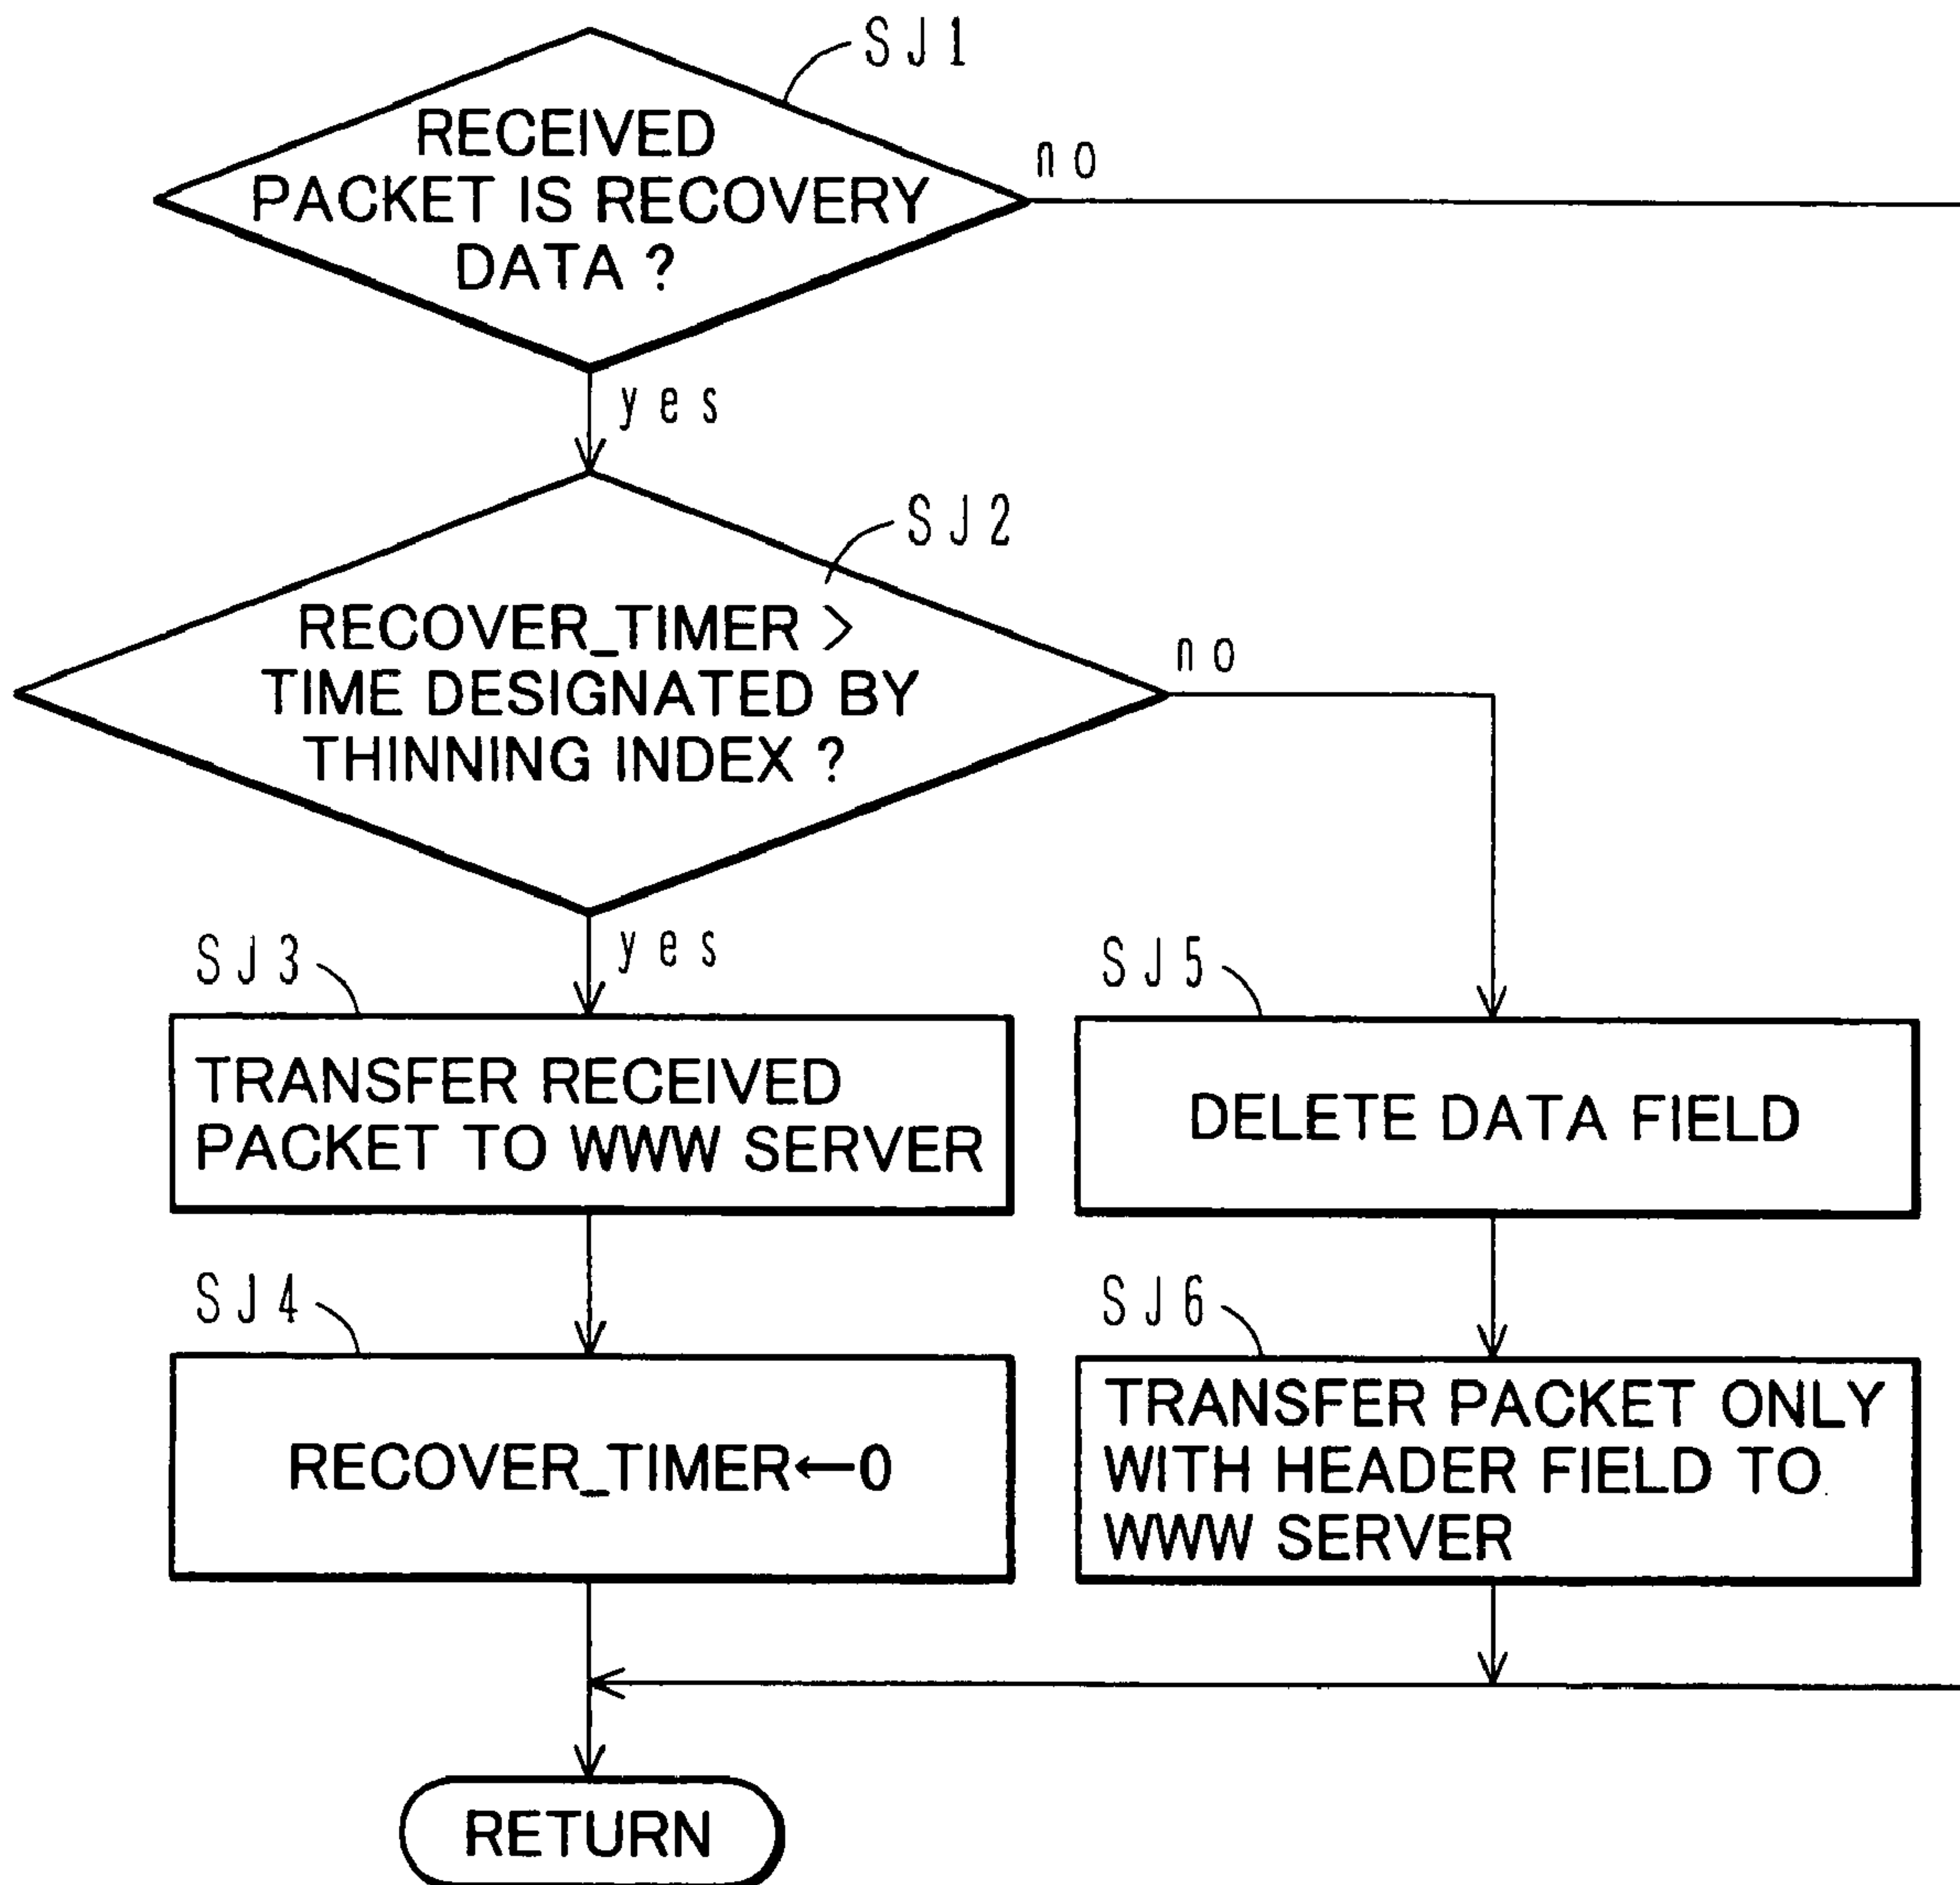 SJ1
RECEIVED
PACKET IS RECOVERY
DATA ?
no
yes
SJ2
RECOVER_TIMER >
TIME DESIGNATED BY
THINNING INDEX ?
no
yes
SJ3
TRANSFER RECEIVED
PACKET TO WWW SERVER
SJ5
DELETE DATA FIELD
SJ4
RECOVER_TIMER←0
SJ6
TRANSFER PACKET ONLY
WITH HEADER FIELD TO
WWW SERVER
RETURN